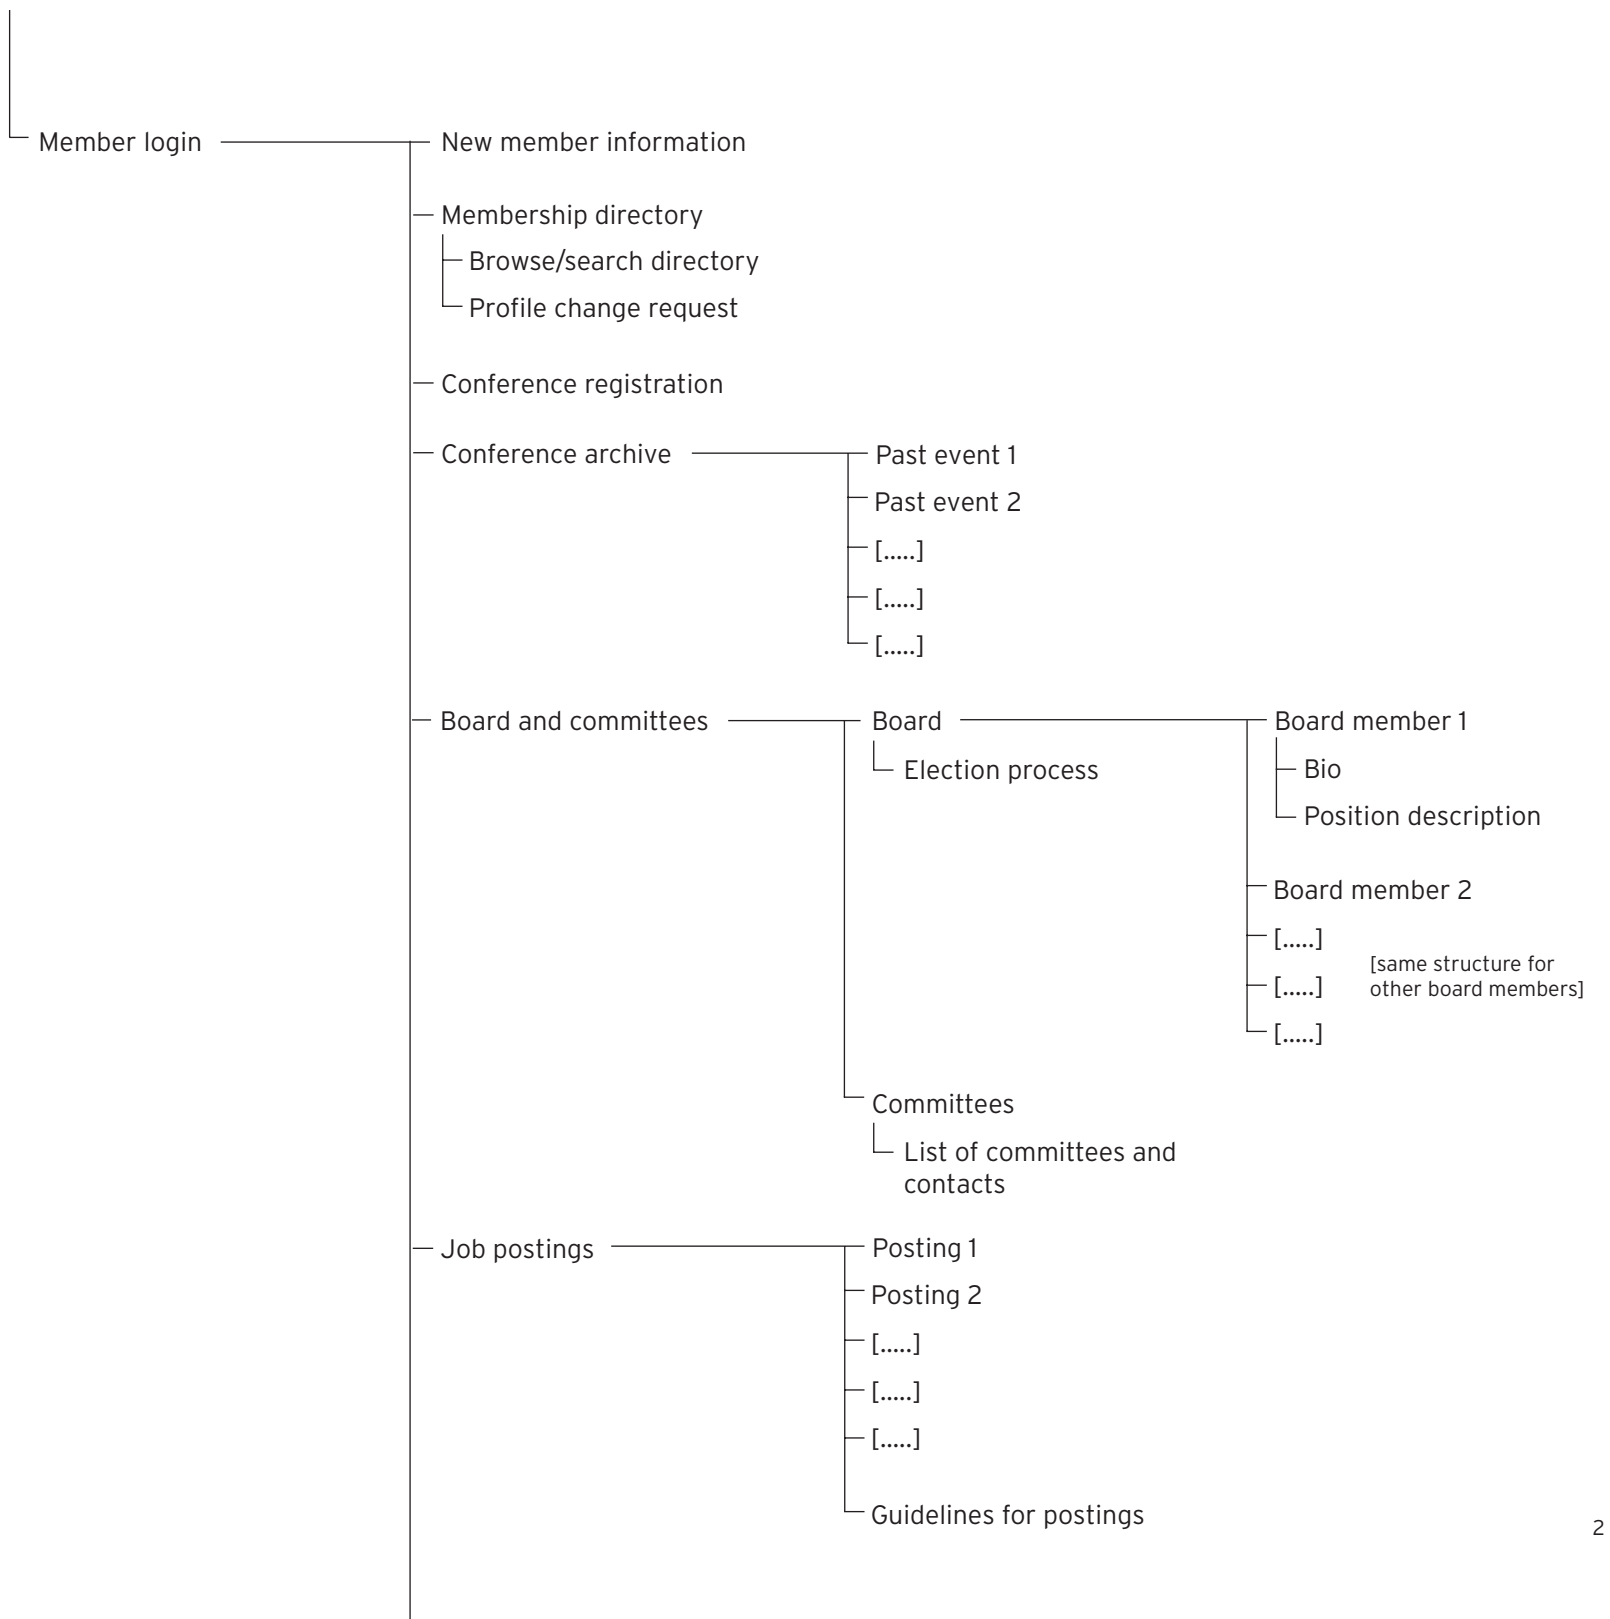 Member login
New member information
Membership directory
Browse/search directory
Profile change request
Conference registration
Conference archive
Past event 1
Past event 2
[.....]
[.....]
[.....]
Board and committees
Board
Election process
Board member 1
Bio
Position description
Board member 2
[.....]
[.....]
[.....]
[same structure for
other board members]
Committees
List of committees and
contacts
Job postings
Posting 1
Posting 2
[.....]
[.....]
[.....]
Guidelines for postings
2